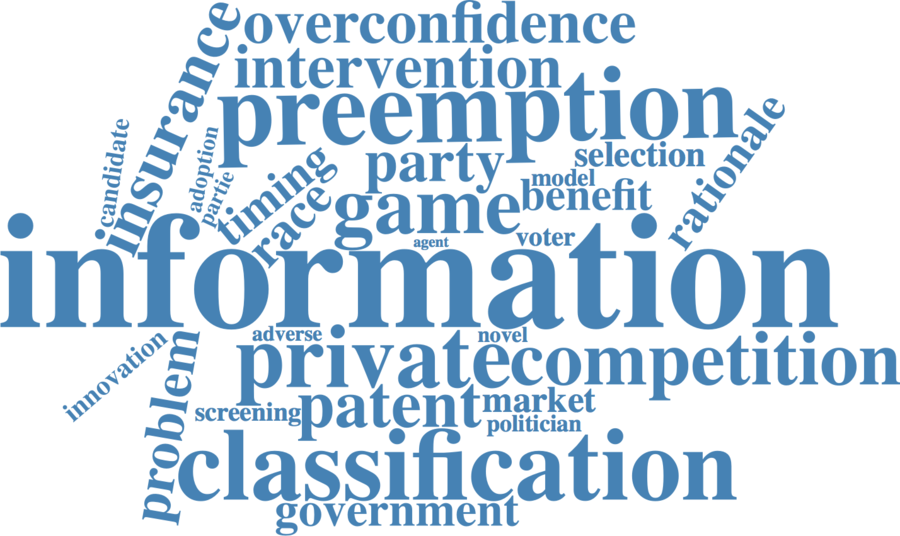 overconfidence
insurance
intervention
preemption
candidate
adoption
partie
timing
race
party
selection
rationale
model
benefit
game
agent
voter
information
adverse
novel
innovation
problem
private
competition
screening
patent
market
politician
classification
government